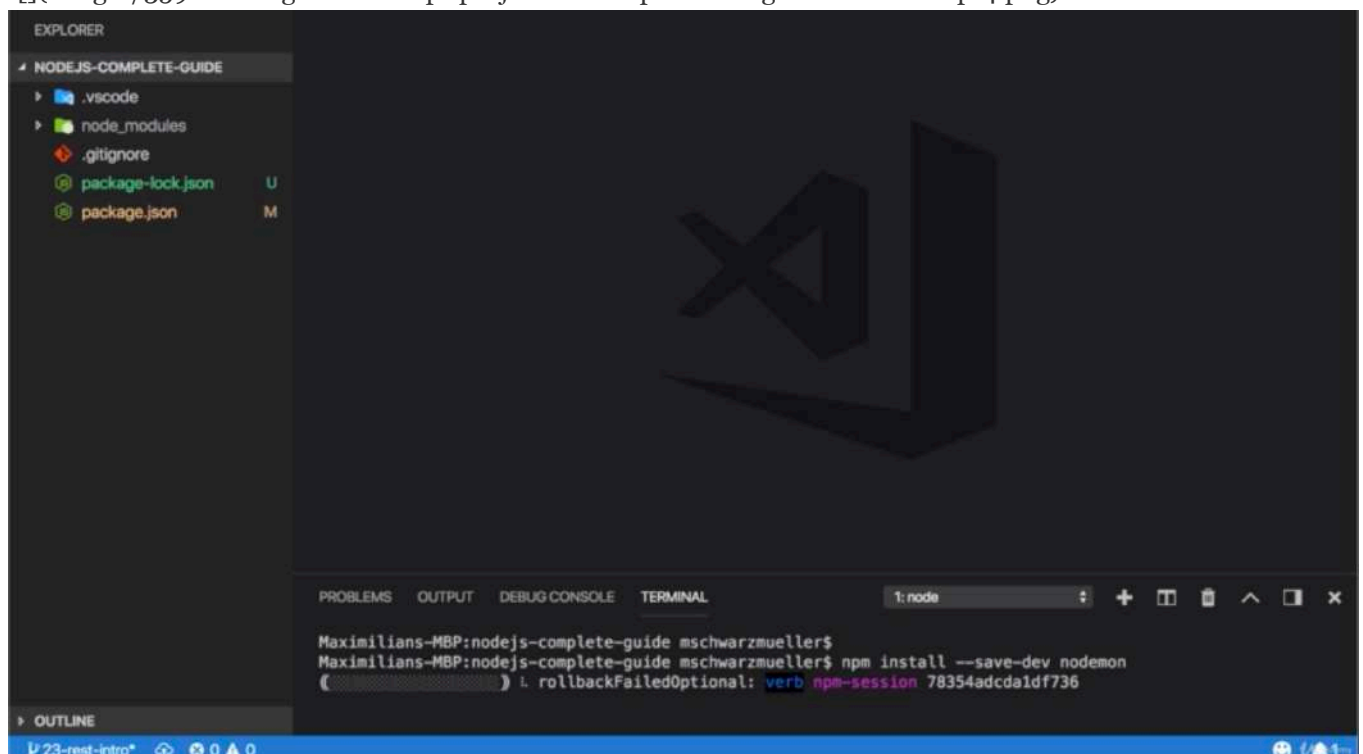 EXPLORER
NODEJS-COMPLETE-GUIDE
.vscode
node_modules
.gitignore
package-lock.json U
package.json M
OUTLINE
PROBLEMS OUTPUT DEBUG CONSOLE TERMINAL 1: node
Maximilians-MBP:nodejs-complete-guide mschwarzmueller$
Maximilians-MBP:nodejs-complete-guide mschwarzmueller$ npm install --save-dev nodemon
rollbackFailedOptional: verb npm-session 78354adcda1df736
23-rest-intro* 0 0